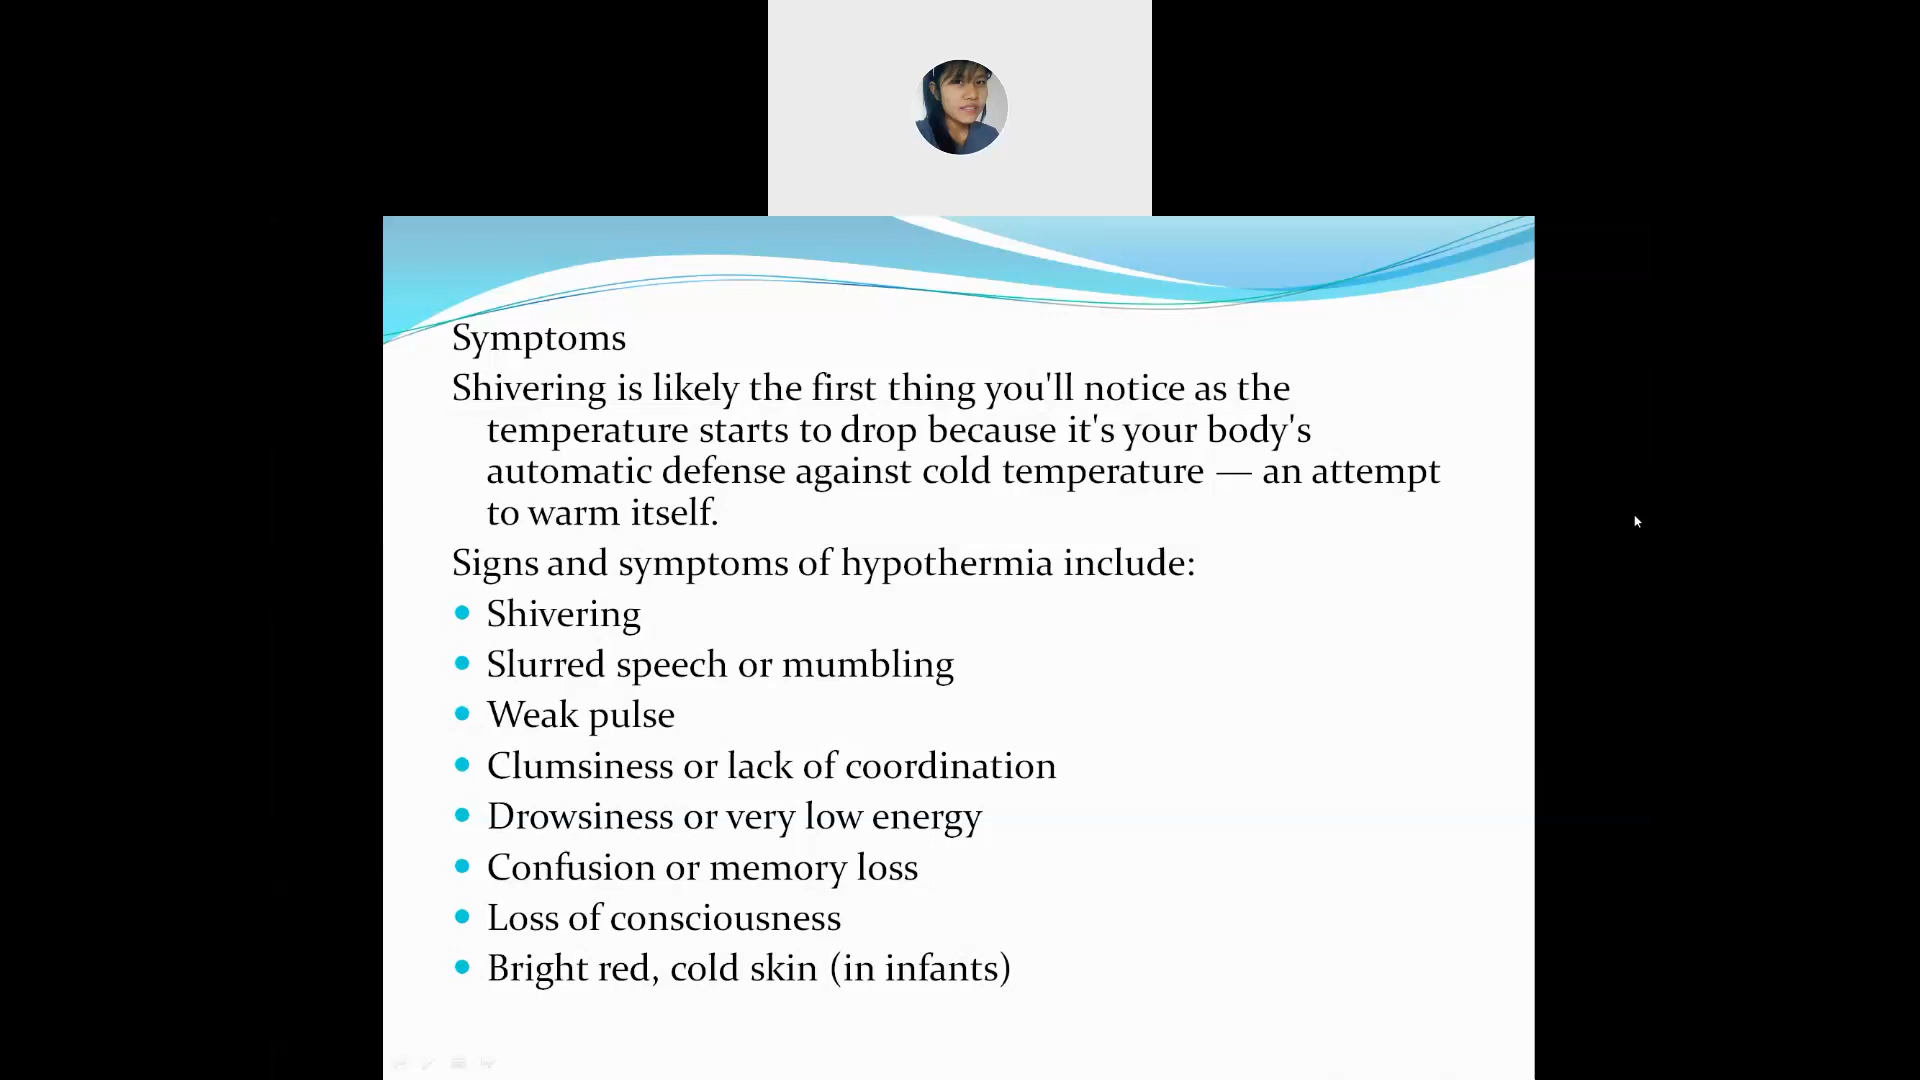 Symptoms
Shivering is likely the first thing you'll notice as the
temperature starts to drop because it's your body's
automatic defense against cold temperature — an attempt
to warm itself.
Signs and symptoms of hypothermia include:
Shivering
Slurred speech or mumbling
Weak pulse
Clumsiness or lack of coordination
Drowsiness or very low energy
Confusion or memory loss
Loss of consciousness
Bright red, cold skin (in infants)